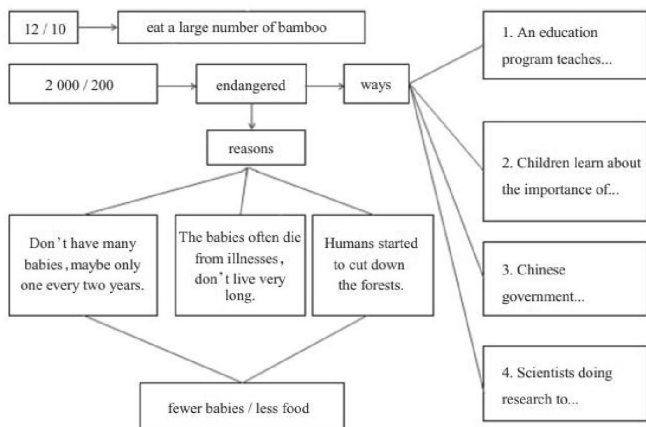 12 / 10
eat a large number of bamboo
2 000 / 200
endangered
ways
reasons
Don't have many
babies,maybe only
one every two years.
The babies often die
from illnesses,
don't live very
long.
Humans started
to cut down
the forests.
fewer babies / less food
1. An education
program teaches...
2. Children learn about
the importance of...
3. Chinese
government...
4. Scientists doing
research to...